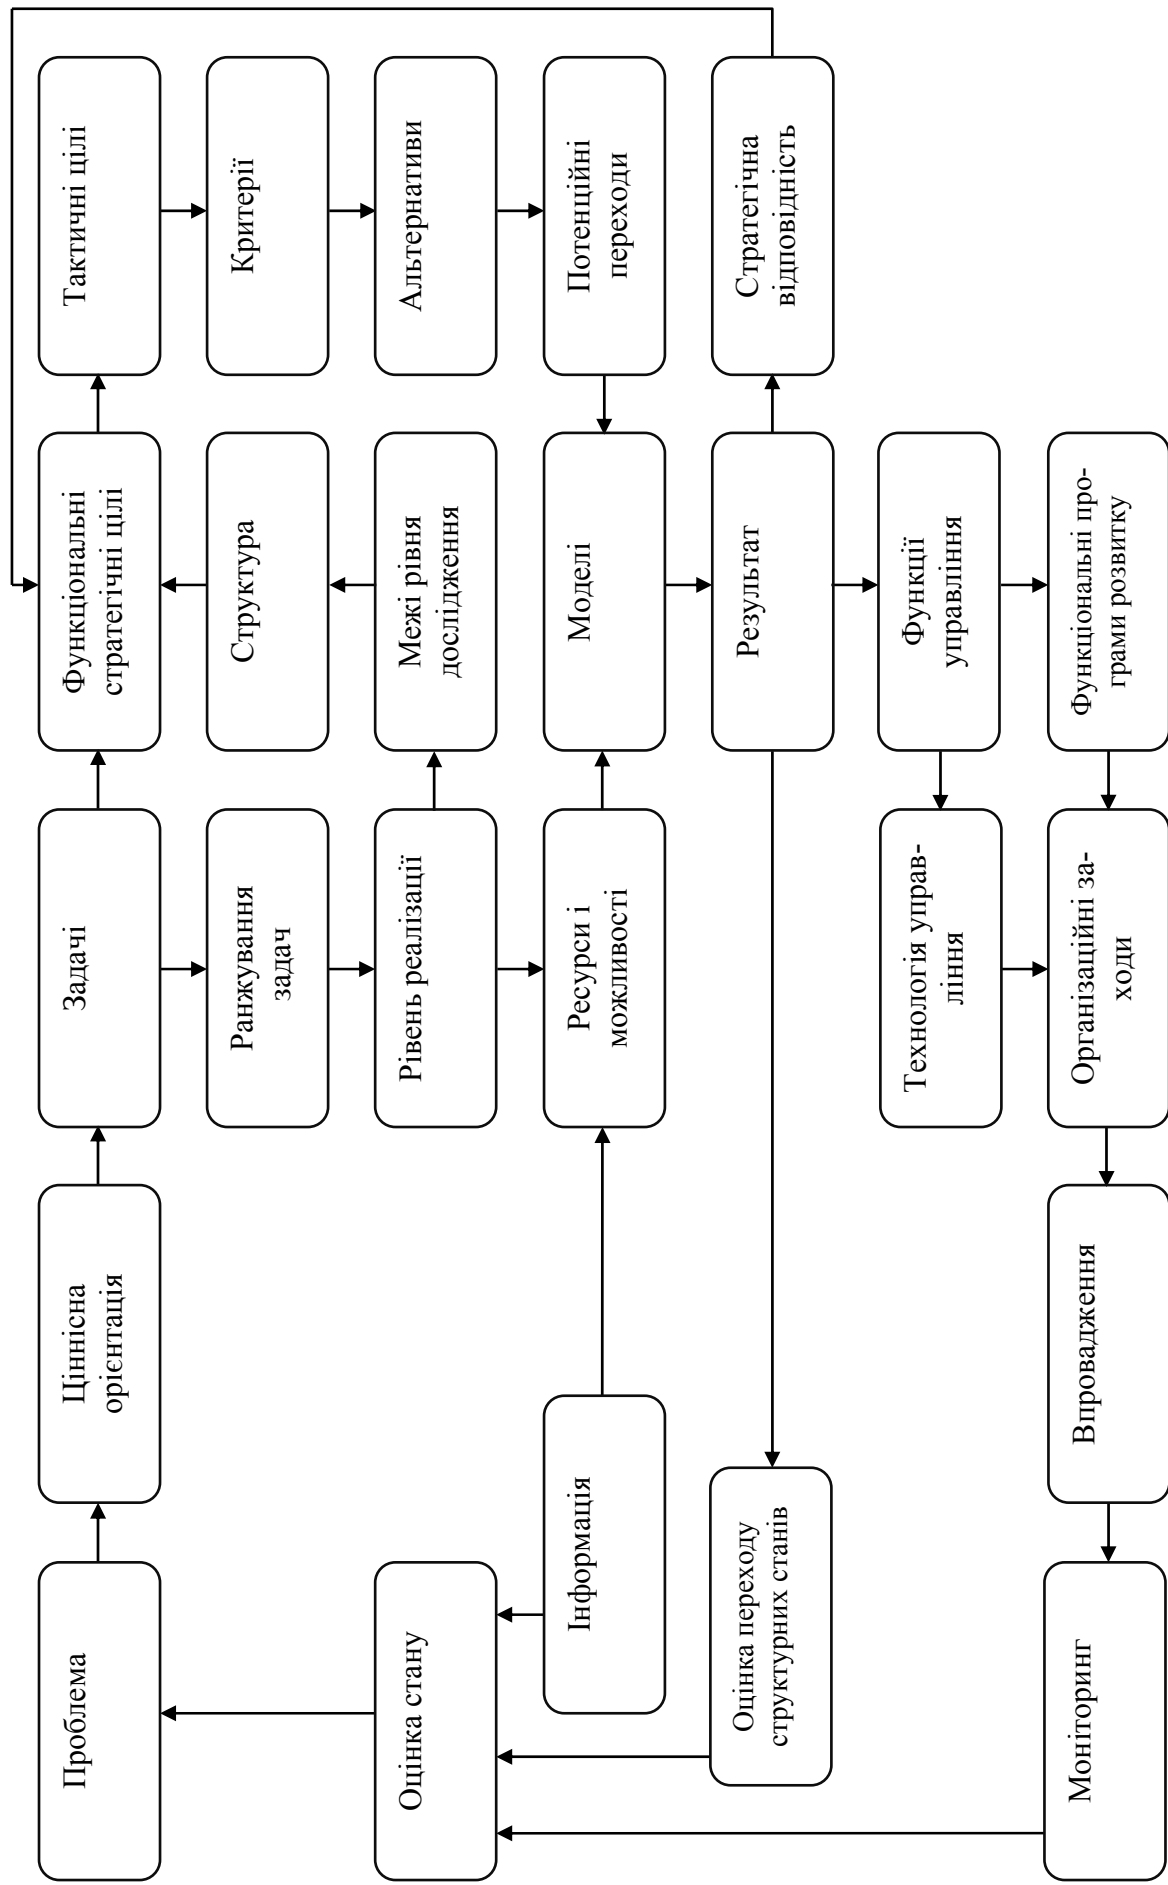 Проблема
Ціннісна
орієнтація
Задачі
Функціональні
стратегічні цілі
Тактичні цілі
Ранжування
задач
Структура
Критерії
Оцінка стану
Рівень реалізації
Межі рівня
дослідження
Альтернативи
Інформація
Ресурси і
можливості
Моделі
Потенційні
переходи
Оцінка переходу
структурних станів
Результат
Стратегічна
відповідність
Технологія управ-
ління
Функції
управління
Моніторинг
Впровадження
Організаційні за-
ходи
Функціональні про-
грами розвитку